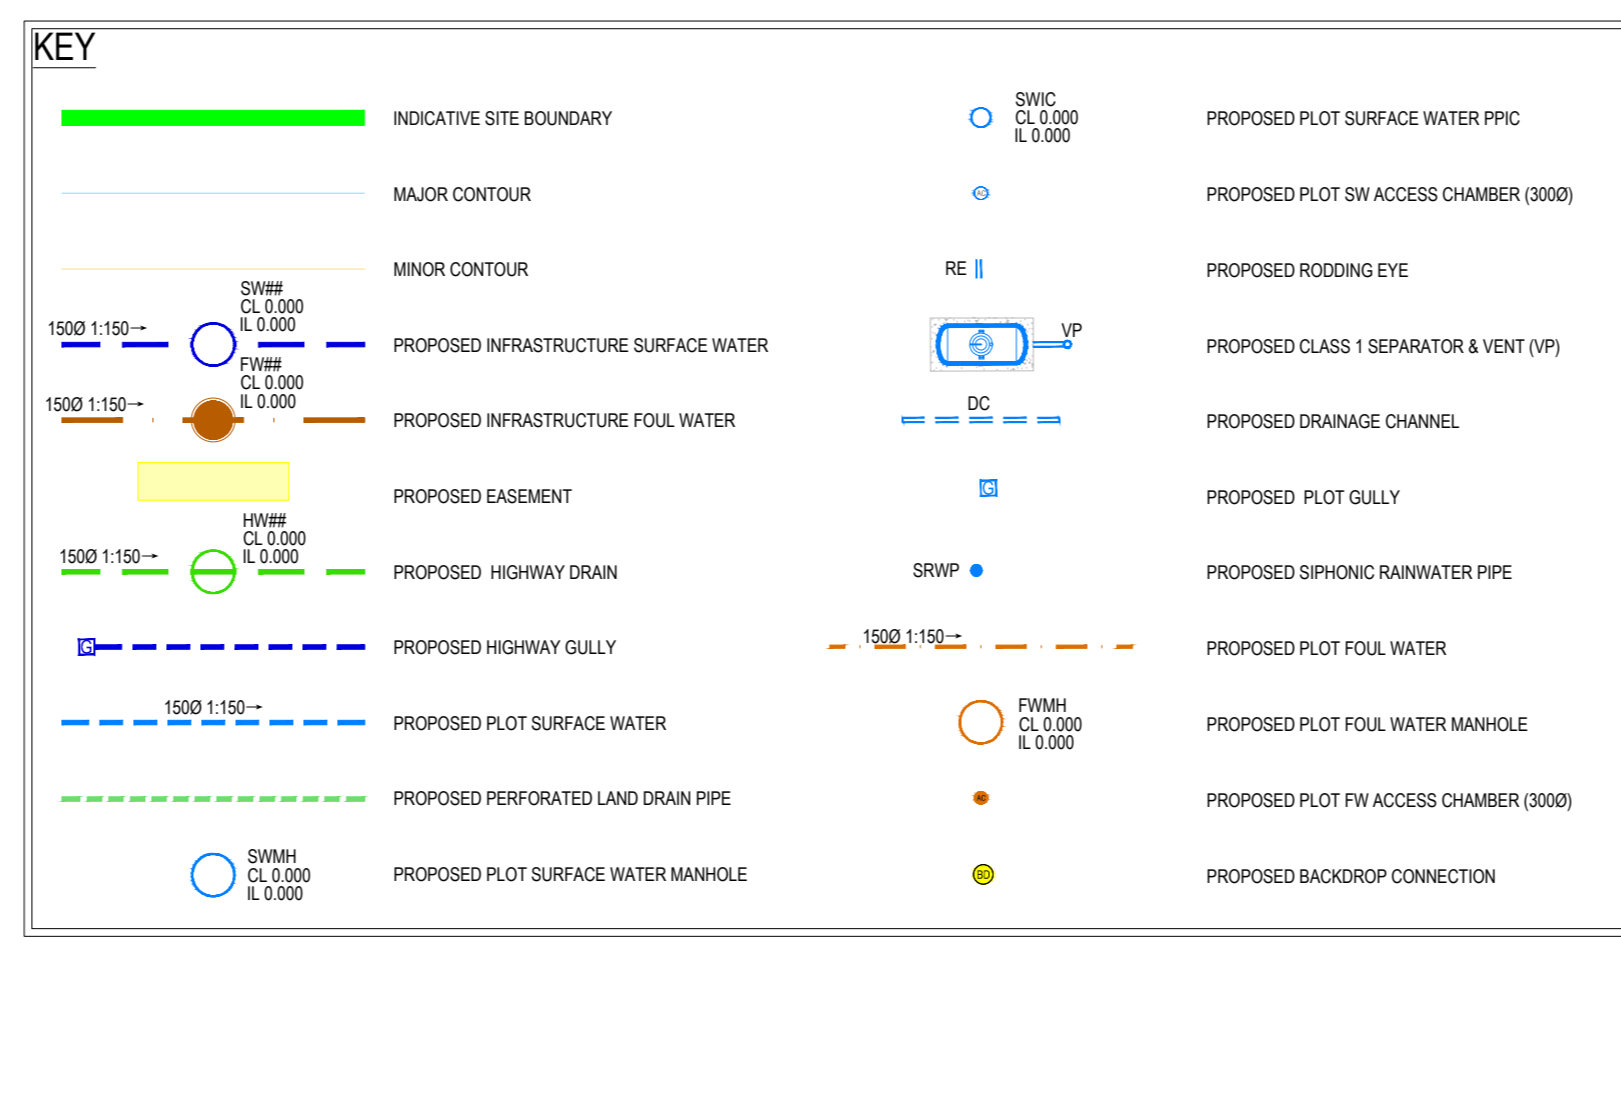 KEY
INDICATIVE SITE BOUNDARY
MAJOR CONTOUR
MINOR CONTOUR
SW##
CL 0.000
IL 0.000
150Ø 1:150→
PROPOSED INFRASTRUCTURE SURFACE WATER
FW##
CL 0.000
IL 0.000
150Ø 1:150→
PROPOSED INFRASTRUCTURE FOUL WATER
PROPOSED EASEMENT
HW##
CL 0.000
IL 0.000
150Ø 1:150→
PROPOSED HIGHWAY DRAIN
G
PROPOSED HIGHWAY GULLY
150Ø 1:150→
PROPOSED PLOT SURFACE WATER
PROPOSED PERFORATED LAND DRAIN PIPE
SWMH
CL 0.000
IL 0.000
PROPOSED PLOT SURFACE WATER MANHOLE
SWIC
CL 0.000
IL 0.000
PROPOSED PLOT SURFACE WATER PPIC
AC
PROPOSED PLOT SW ACCESS CHAMBER (300Ø)
RE
PROPOSED RODDING EYE
VP
PROPOSED CLASS 1 SEPARATOR & VENT (VP)
DC
PROPOSED DRAINAGE CHANNEL
G
PROPOSED PLOT GULLY
SRWP
PROPOSED SIPHONIC RAINWATER PIPE
150Ø 1:150→
PROPOSED PLOT FOUL WATER
FWMH
CL 0.000
IL 0.000
PROPOSED PLOT FOUL WATER MANHOLE
AC
PROPOSED PLOT FW ACCESS CHAMBER (300Ø)
BD
PROPOSED BACKDROP CONNECTION